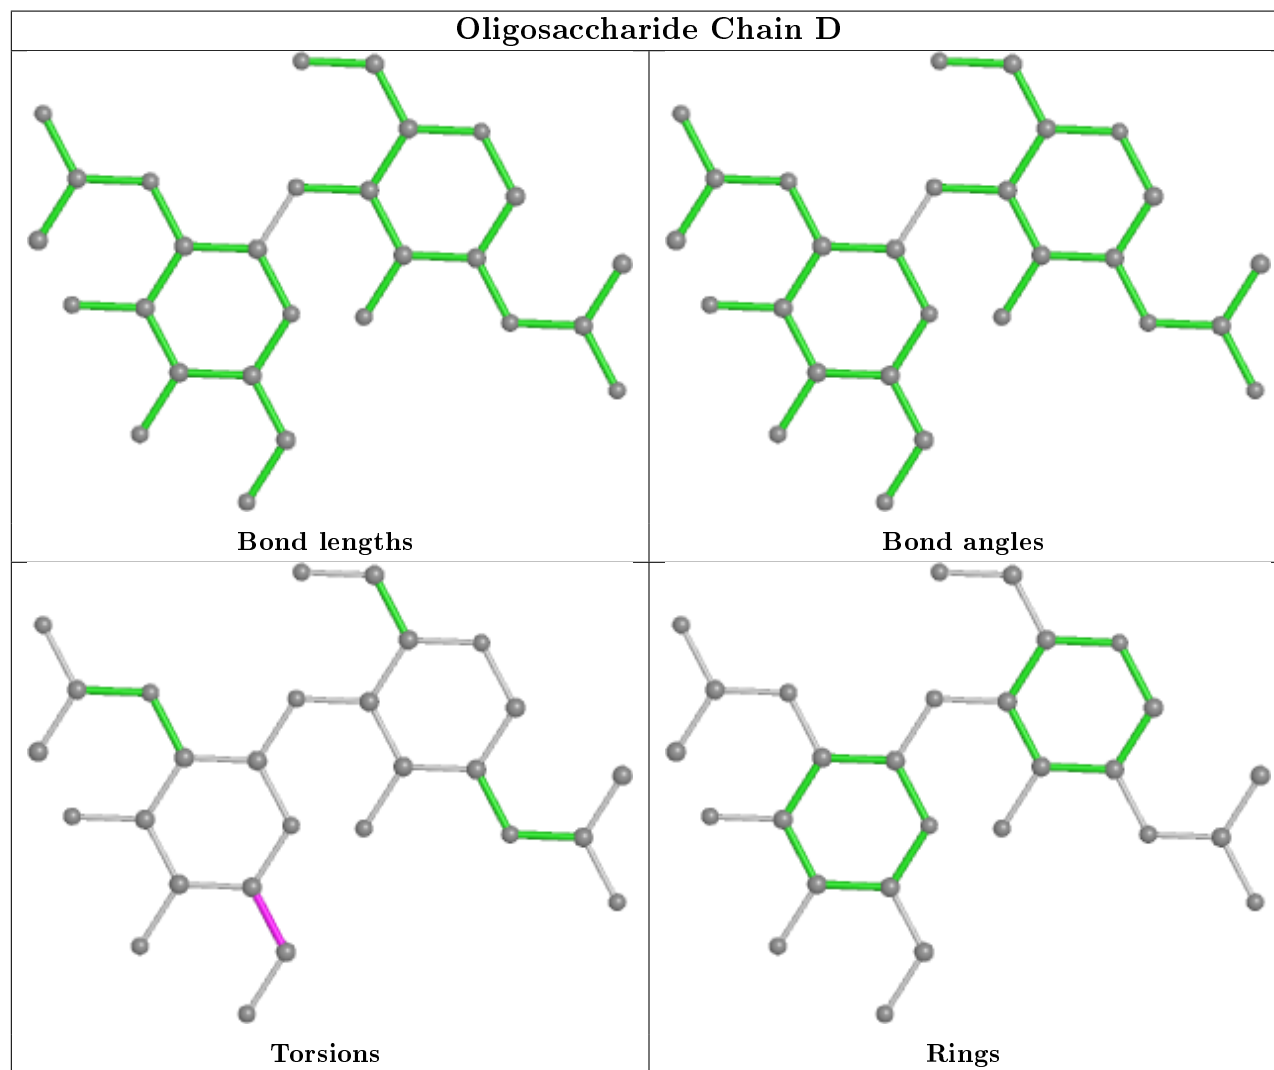 Oligosaccharide Chain D
Bond lengths
Bond angles
Torsions
Rings